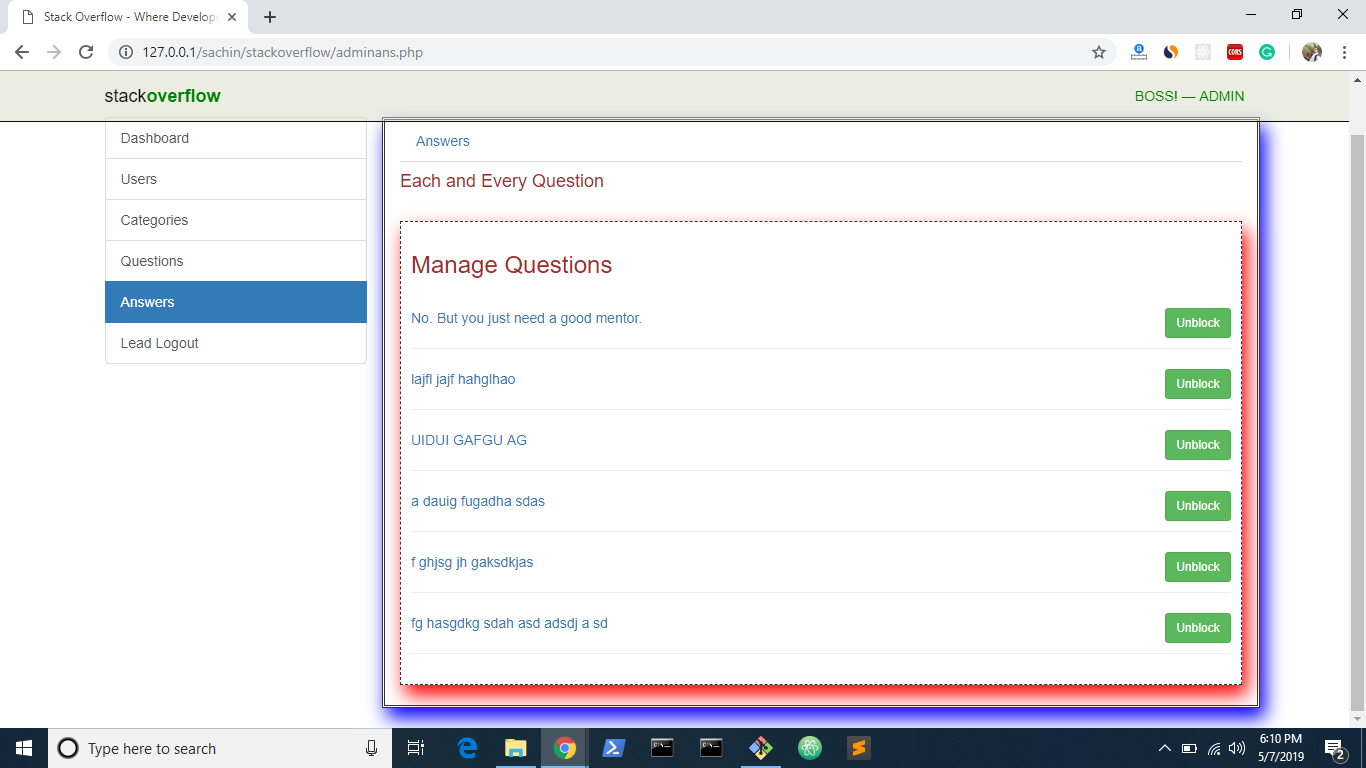 Stack Overflow - Where Develop
127.0.0.1/sachin/stackoverflow/adminans.php
CORS
stackoverflow
BOSS! — ADMIN
Dashboard
Users
Categories
Questions
Answers
Lead Logout
Answers
Each and Every Question
Manage Questions
No. But you just need a good mentor.
Unblock
lajfl jajf hahglhao
Unblock
UIDUI GAFGU AG
Unblock
a dauig fugadha sdas
Unblock
f ghjsg jh gaksdkjas
Unblock
fg hasgdkg sdah asd adsdj a sd
Unblock
Type here to search
6:10 PM
5/7/2019
2